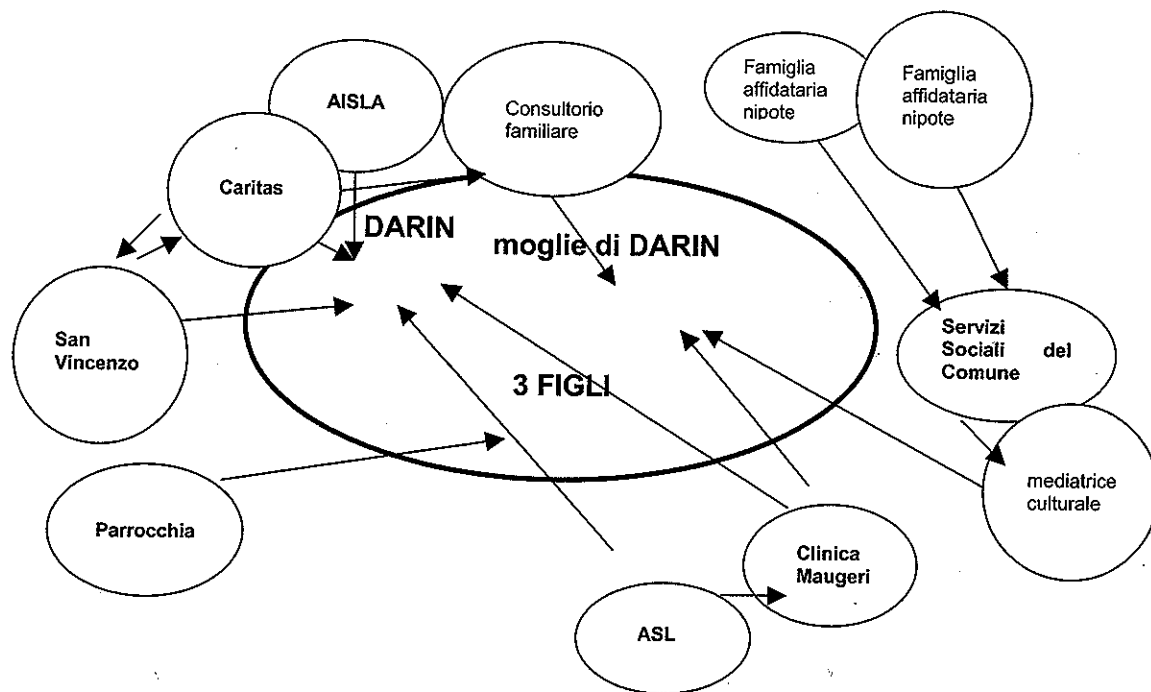 AISLA
Consultorio
familiare
Famiglia
affidataria
nipote
Famiglia
affidataria
nipote
Caritas
DARIN
moglie di DARIN
San
Vincenzo
3 FIGLI
Servizi
Sociali del
Comune
mediatrice
culturale
Parrocchia
Clinica
Maugeri
ASL